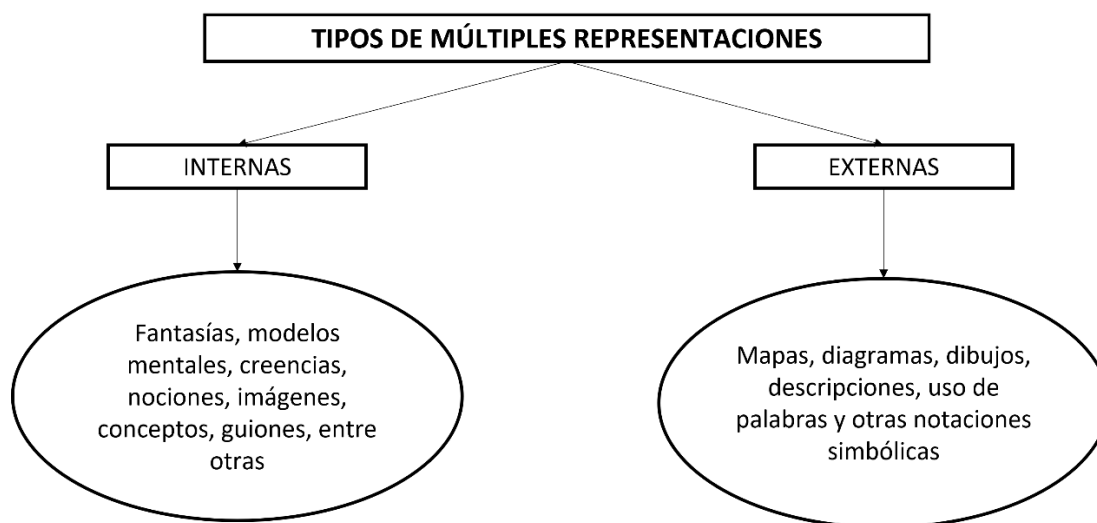 TIPOS DE MÚLTIPLES REPRESENTACIONES
INTERNAS
EXTERNAS
Fantasías, modelos
mentales, creencias,
nociones, imágenes,
conceptos, guiones, entre
otras
Mapas, diagramas, dibujos,
descripciones, uso de
palabras y otras notaciones
simbólicas